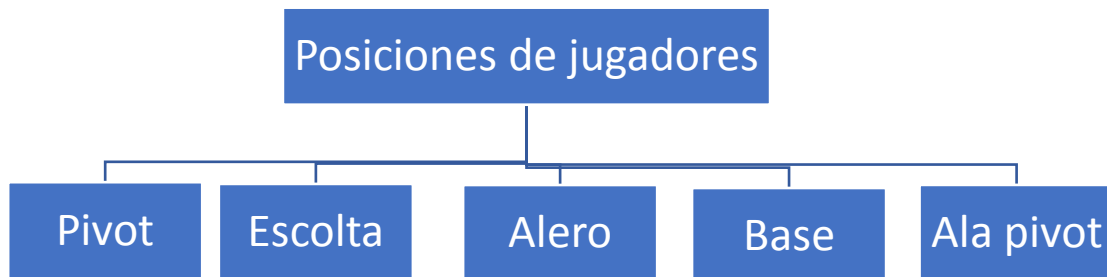 Posiciones de jugadores
Pivot
Escolta
Alero
Base
Ala pivot